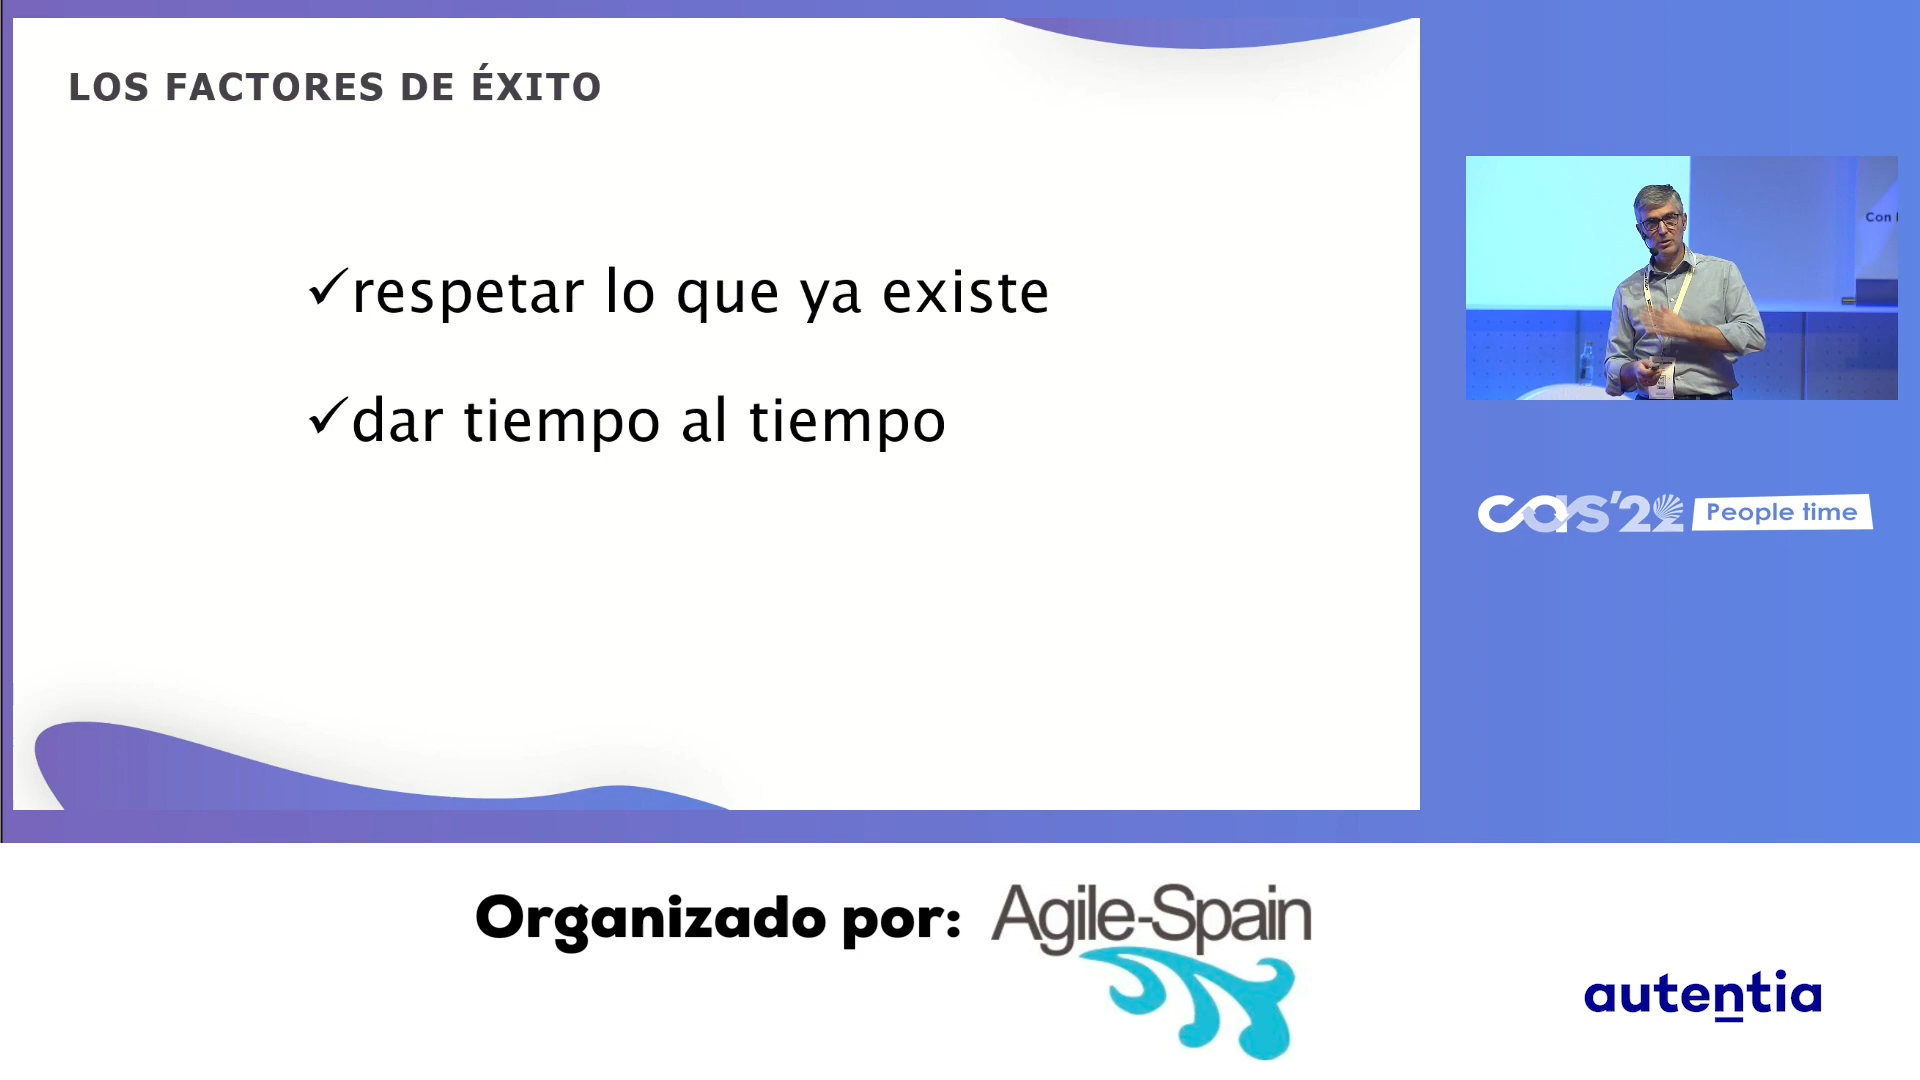 LOS FACTORES DE ÉXITO
✓respetar lo que ya existe
✓dar tiempo al tiempo
Con
cas'22 People time
Organizado por: Agile-Spain
autentia